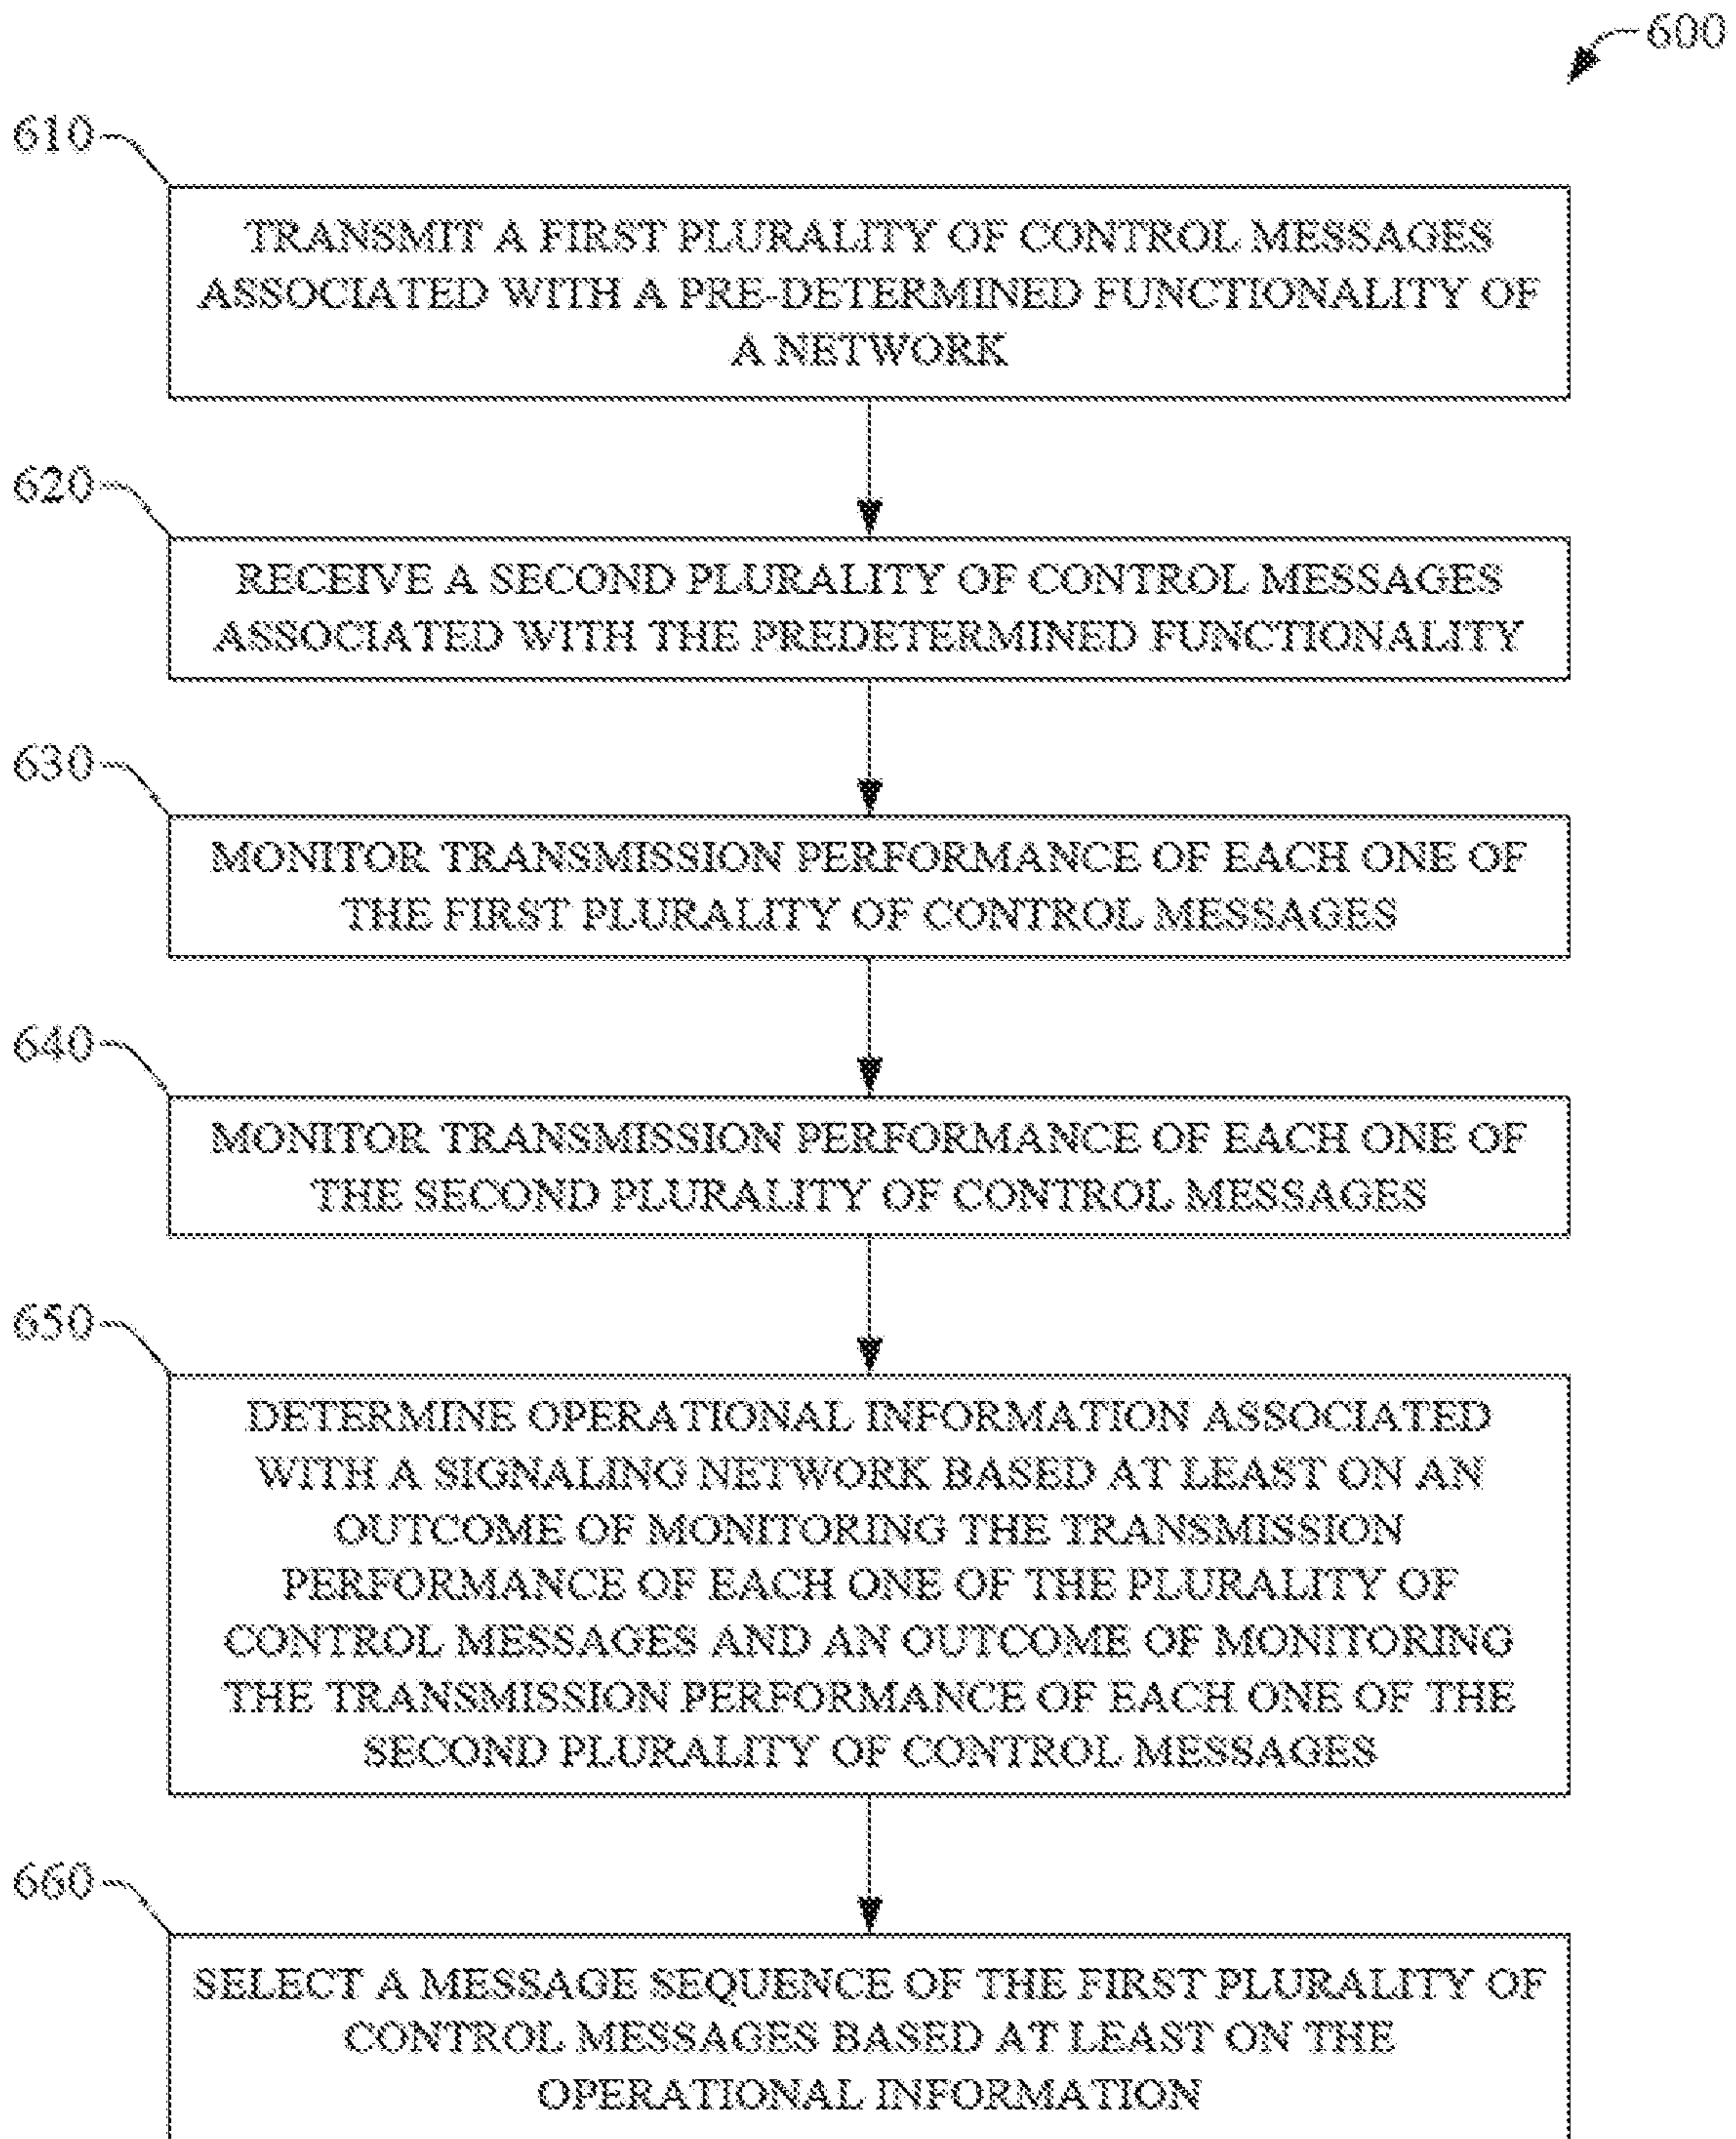 600
610
TRANSMIT A FIRST PLURALITY OF CONTROL MESSAGES
ASSOCIATED WITH A PRE-DETERMINED FUNCTIONALITY OF
A NETWORK
620
RECEIVE A SECOND PLURALITY OF CONTROL MESSAGES
ASSOCIATED WITH THE PREDETERMINED FUNCTIONALITY
630
MONITOR TRANSMISSION PERFORMANCE OF EACH ONE OF
THE FIRST PLURALITY OF CONTROL MESSAGES
640
MONITOR TRANSMISSION PERFORMANCE OF EACH ONE OF
THE SECOND PLURALITY OF CONTROL MESSAGES
650
DETERMINE OPERATIONAL INFORMATION ASSOCIATED
WITH A SIGNALING NETWORK BASED AT LEAST ON AN
OUTCOME OF MONITORING THE TRANSMISSION
PERFORMANCE OF EACH ONE OF THE PLURALITY OF
CONTROL MESSAGES AND AN OUTCOME OF MONITORING
THE TRANSMISSION PERFORMANCE OF EACH ONE OF THE
SECOND PLURALITY OF CONTROL MESSAGES
660
SELECT A MESSAGE SEQUENCE OF THE FIRST PLURALITY OF
CONTROL MESSAGES BASED AT LEAST ON THE
OPERATIONAL INFORMATION